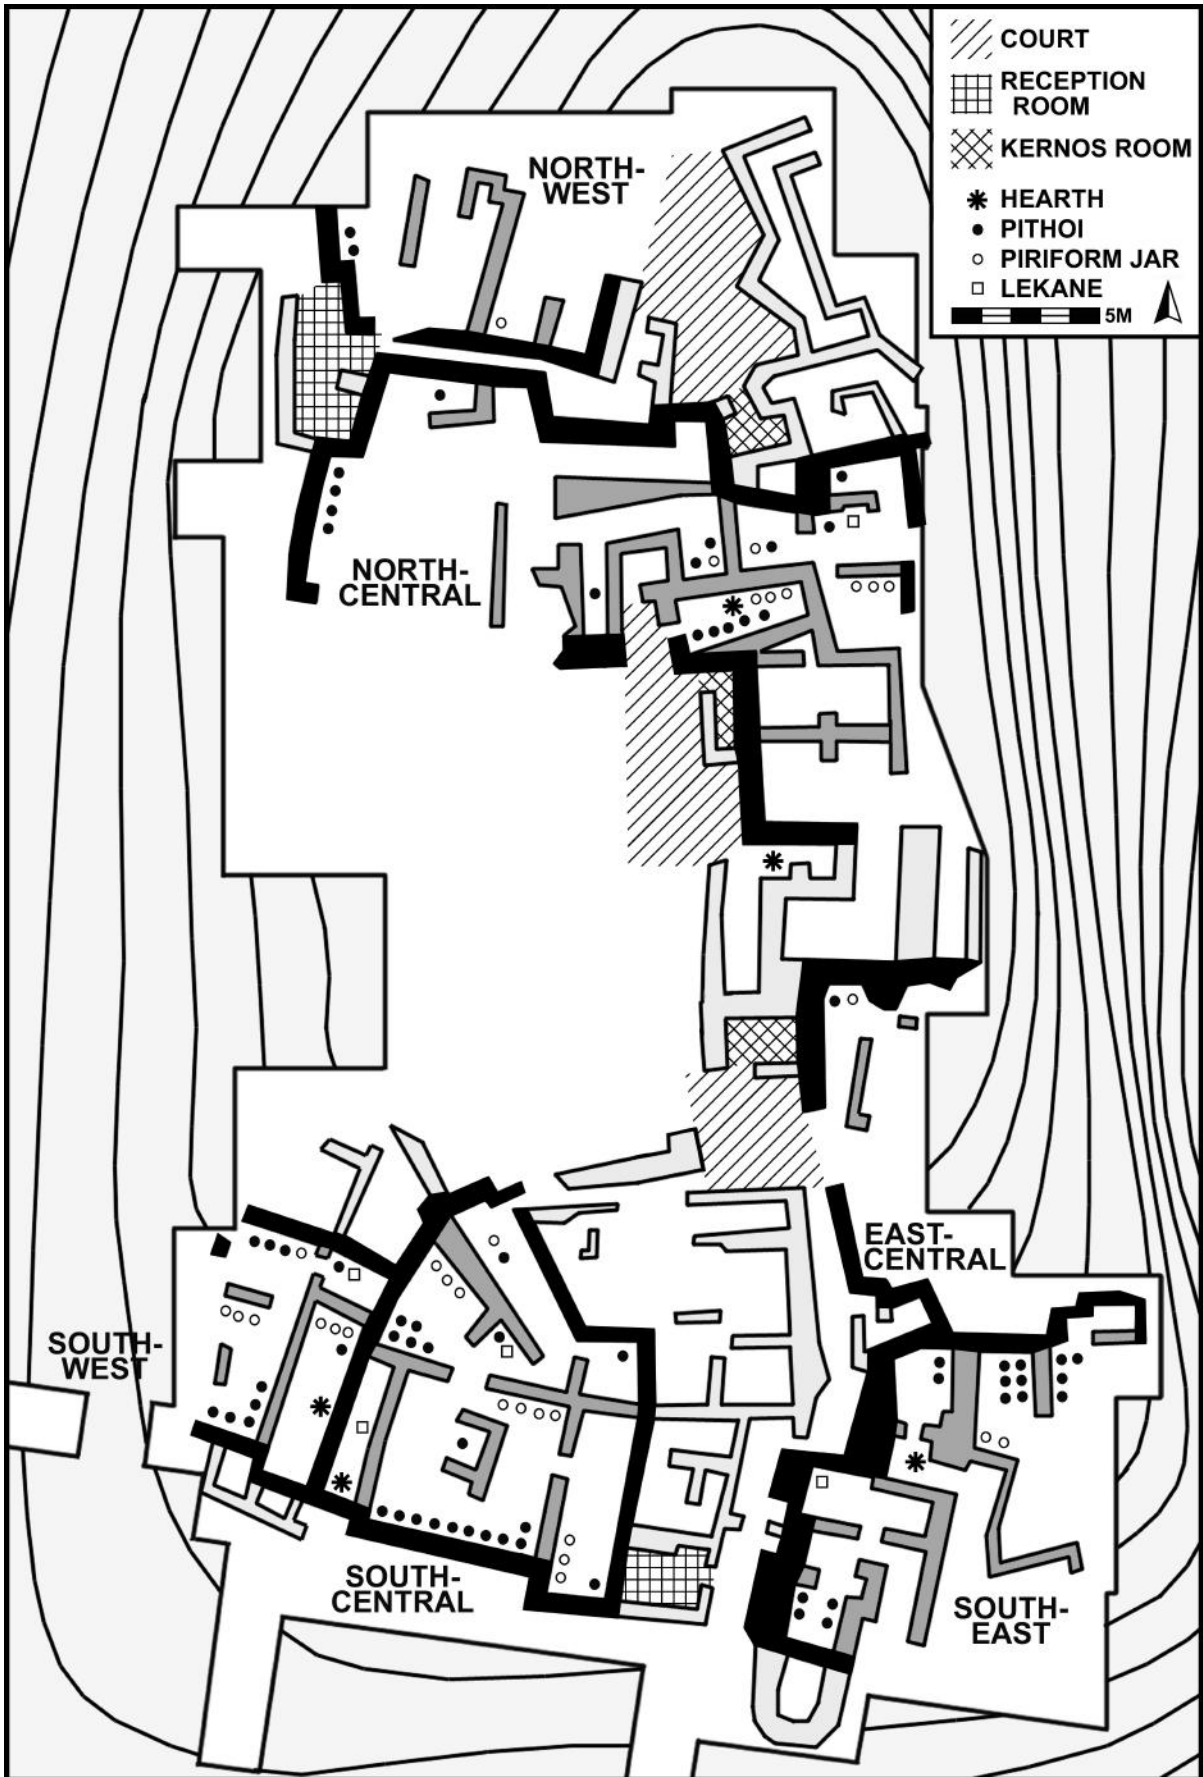 COURT
RECEPTION
ROOM
KERNOS ROOM
HEARTH
PITHOI
PIRIFORM JAR
LEKANE
5M
NORTH-
WEST
NORTH-
CENTRAL
EAST-
CENTRAL
SOUTH-
WEST
SOUTH-
CENTRAL
SOUTH-
EAST